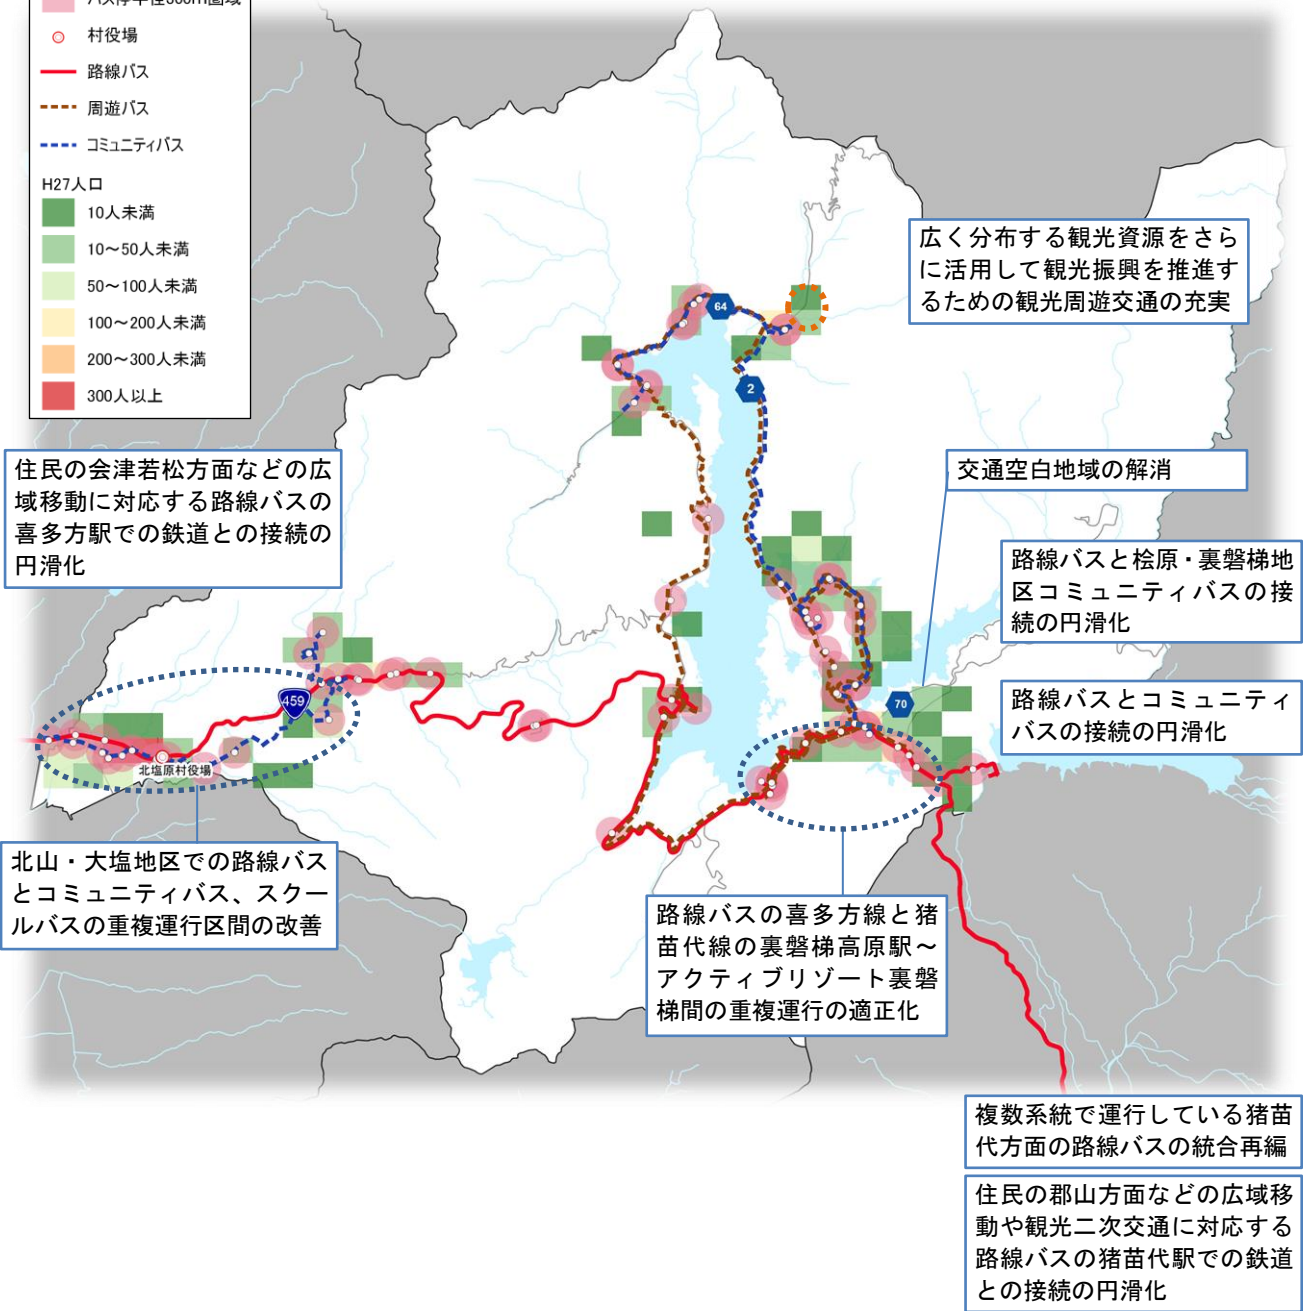 村役場
路線バス
周遊バス
コミュニティバス
H27人口
10人未満
10～50人未満
50～100人未満
100～200人未満
200～300人未満
300人以上
広く分布する観光資源をさら
に活用して観光振興を推進す
るための観光周遊交通の充実
64
2
住民の会津若松方面などの広
域移動に対応する路線バスの
喜多方駅での鉄道との接続の
円滑化
交通空白地域の解消
路線バスと桧原・裏磐梯地
区コミュニティバスの接
続の円滑化
路線バスとコミュニティ
バスの接続の円滑化
459
70
北塩原村役場
北山・大塩地区での路線バス
とコミュニティバス、スクー
ルバスの重複運行区間の改善
路線バスの喜多方線と猪
苗代線の裏磐梯高原駅～
アクティブリゾート裏磐
梯間の重複運行の適正化
複数系統で運行している猪苗
代方面の路線バスの統合再編
住民の郡山方面などの広域移
動や観光二次交通に対応する
路線バスの猪苗代駅での鉄道
との接続の円滑化